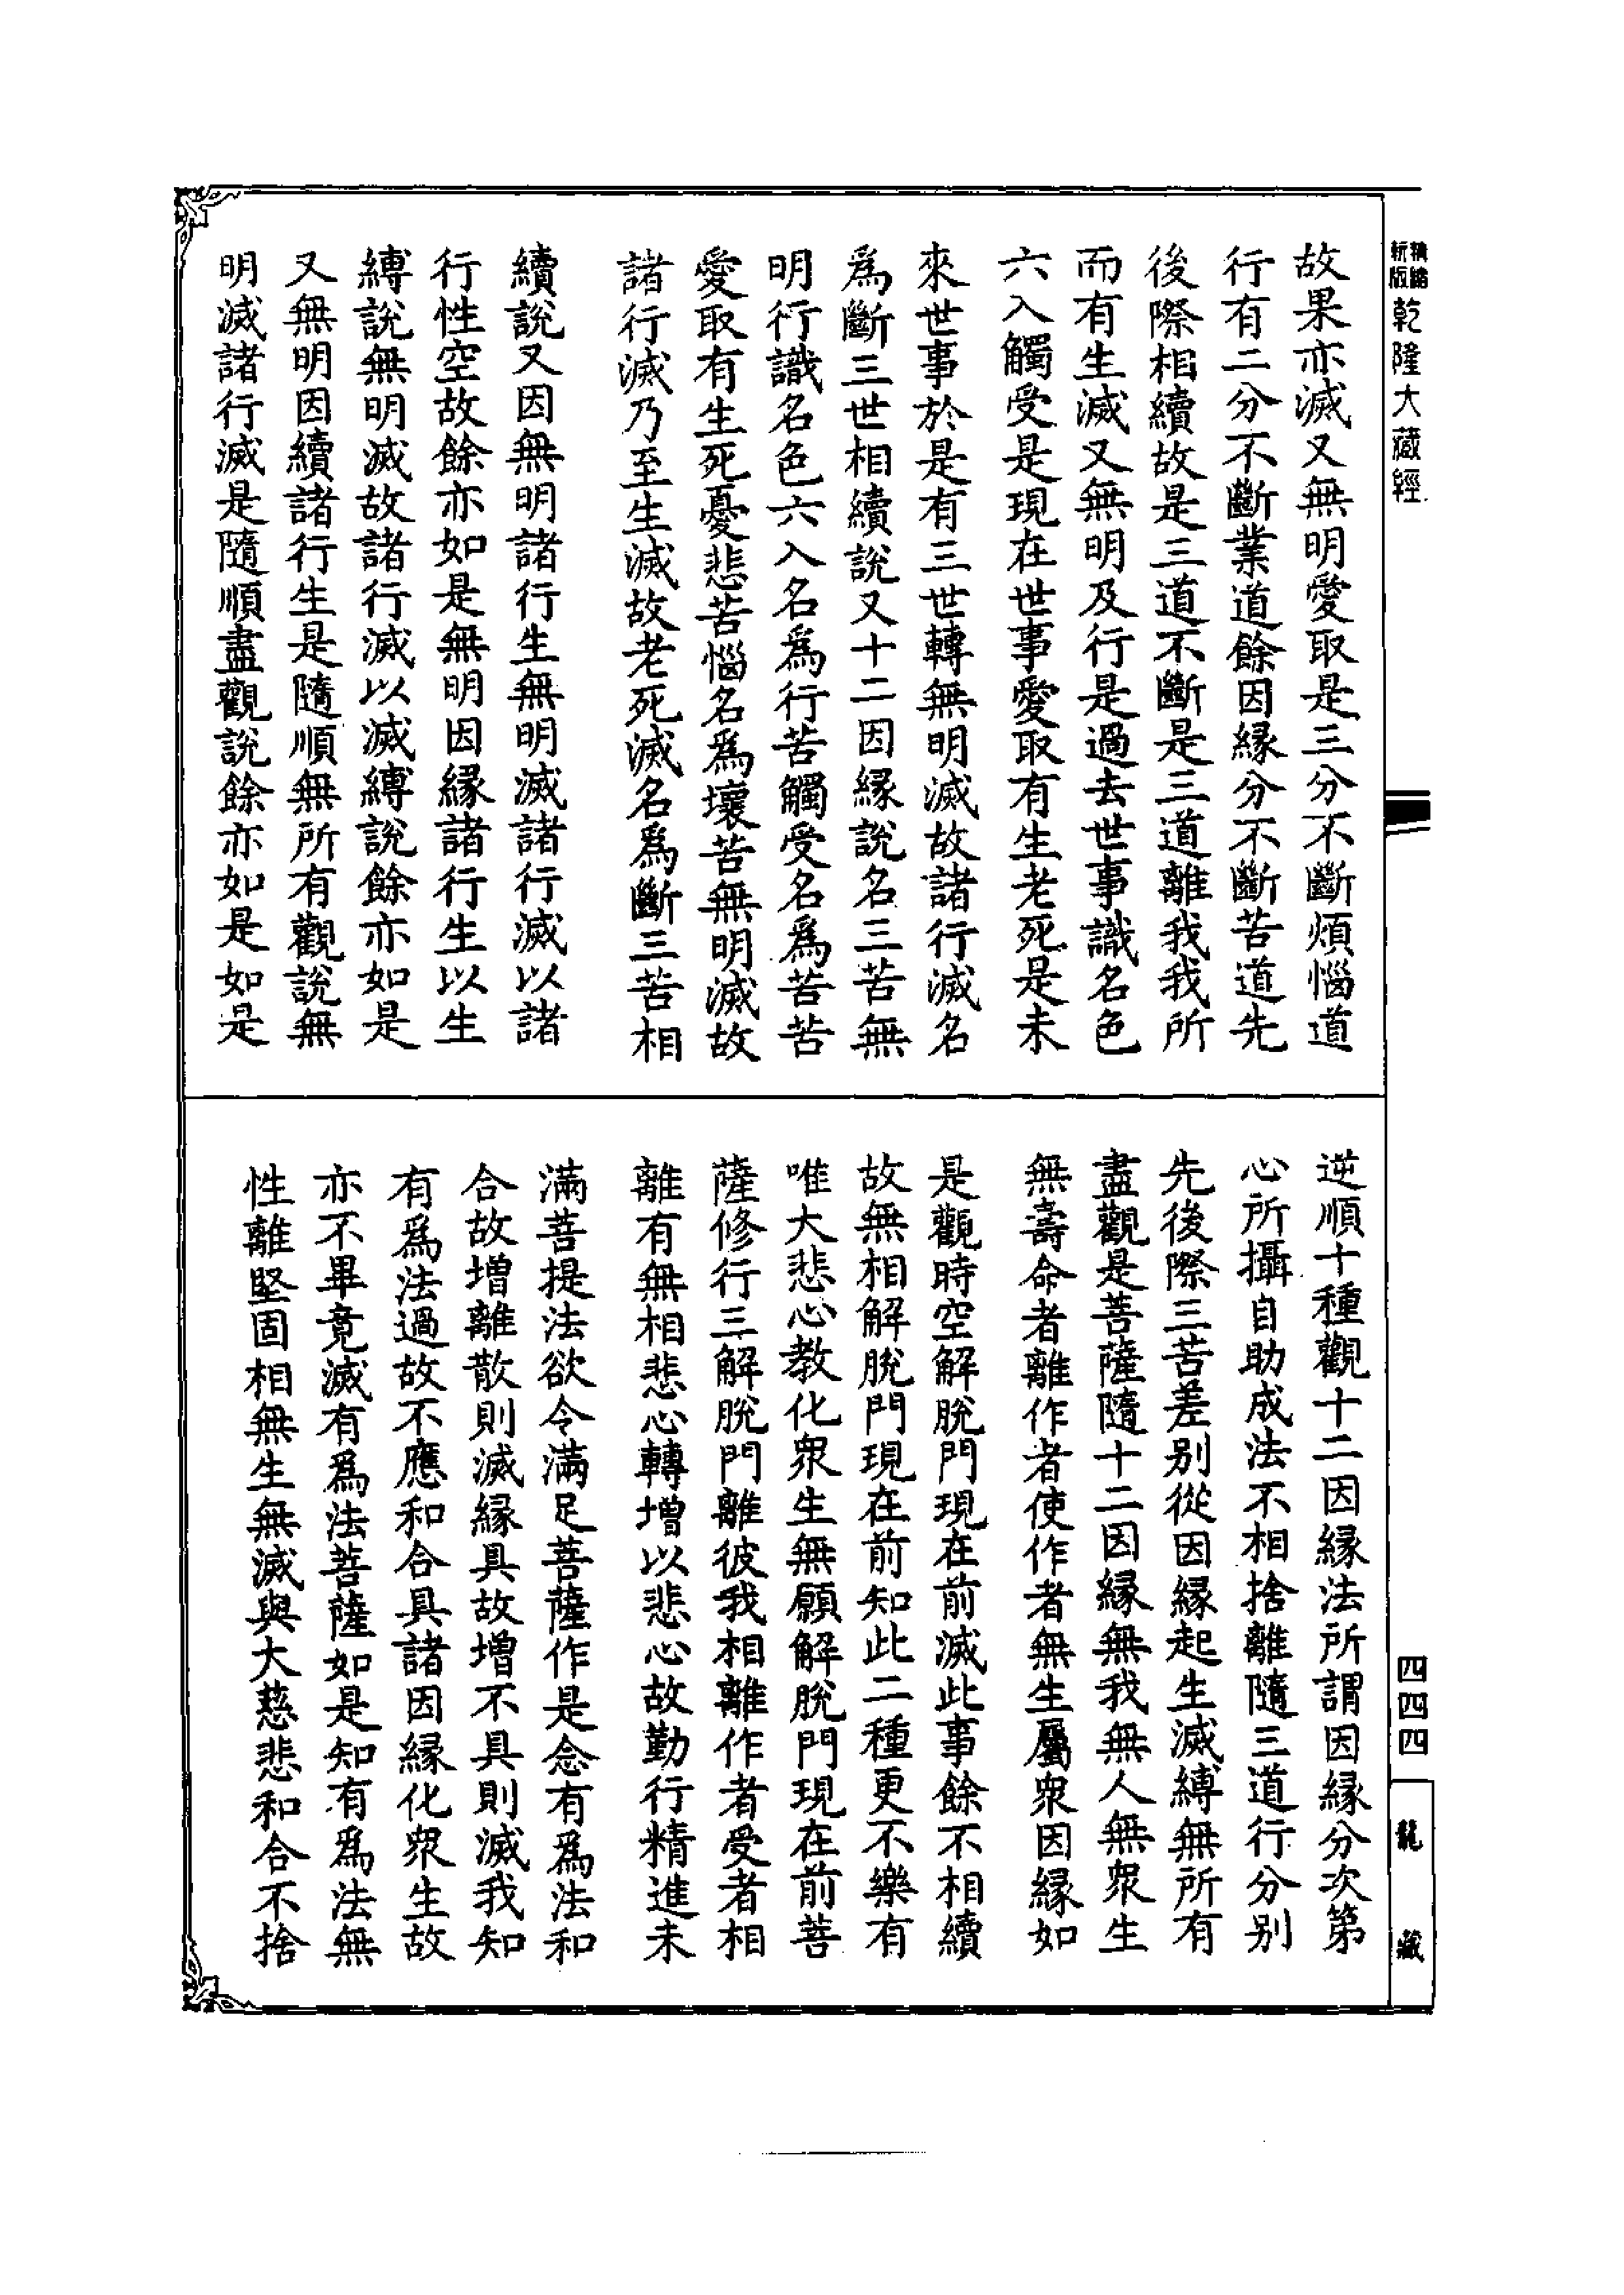 精縮新版乾隆大藏經
故果亦滅又無明愛取是三分不斷煩惱道
行有二分不斷業道餘因緣分不斷苦道先
後際相續故是三道不斷是三道離我我所
而有生滅又無明及行是過去世事識名色
六入觸受是現在世事愛取有生老死是未
來世事於是有三世轉無明滅故諸行滅名
爲斷三世相續說又十二因緣說名三苦無
明行識名色六入名爲行苦觸受名爲苦苦
愛取有生死憂悲苦惱名爲壞苦無明滅故
諸行滅乃至生滅故老死滅名爲斷三苦相
續說又因無明諸行生無明滅諸行滅以諸
行性空故餘亦如是無明因緣諸行生以生
縛說無明滅故諸行滅以滅縛說餘亦如是
又無明因續諸行生是隨順無所有觀說無
明滅諸行滅是隨順盡觀說餘亦如是如是
逆順十種觀十二因緣法所謂因緣分次第
心所攝自助成法不相捨離隨三道行分別
先後際三苦差別從因緣起生滅縛無所有
盡觀是菩薩隨十二因緣無我無人無衆生
無壽命者離作者使作者無生屬衆因緣如
是觀時空解脫門現在前滅此事餘不相續
故無相解脫門現在前知此二種更不樂有
唯大悲心教化衆生無願解脫門現在前菩
薩修行三解脫門離彼我相離作者受者相
離有無相悲心轉增以悲心故勤行精進未
滿菩提法欲令滿足菩薩作是念有爲法和
合故增離散則滅緣具故增不具則滅我知
有爲法過故不應和合具諸因緣化衆生故
亦不畢竟滅有爲法菩薩如是知有爲法無
性離堅固相無生無滅與大慈悲和合不捨
四四四
龍藏